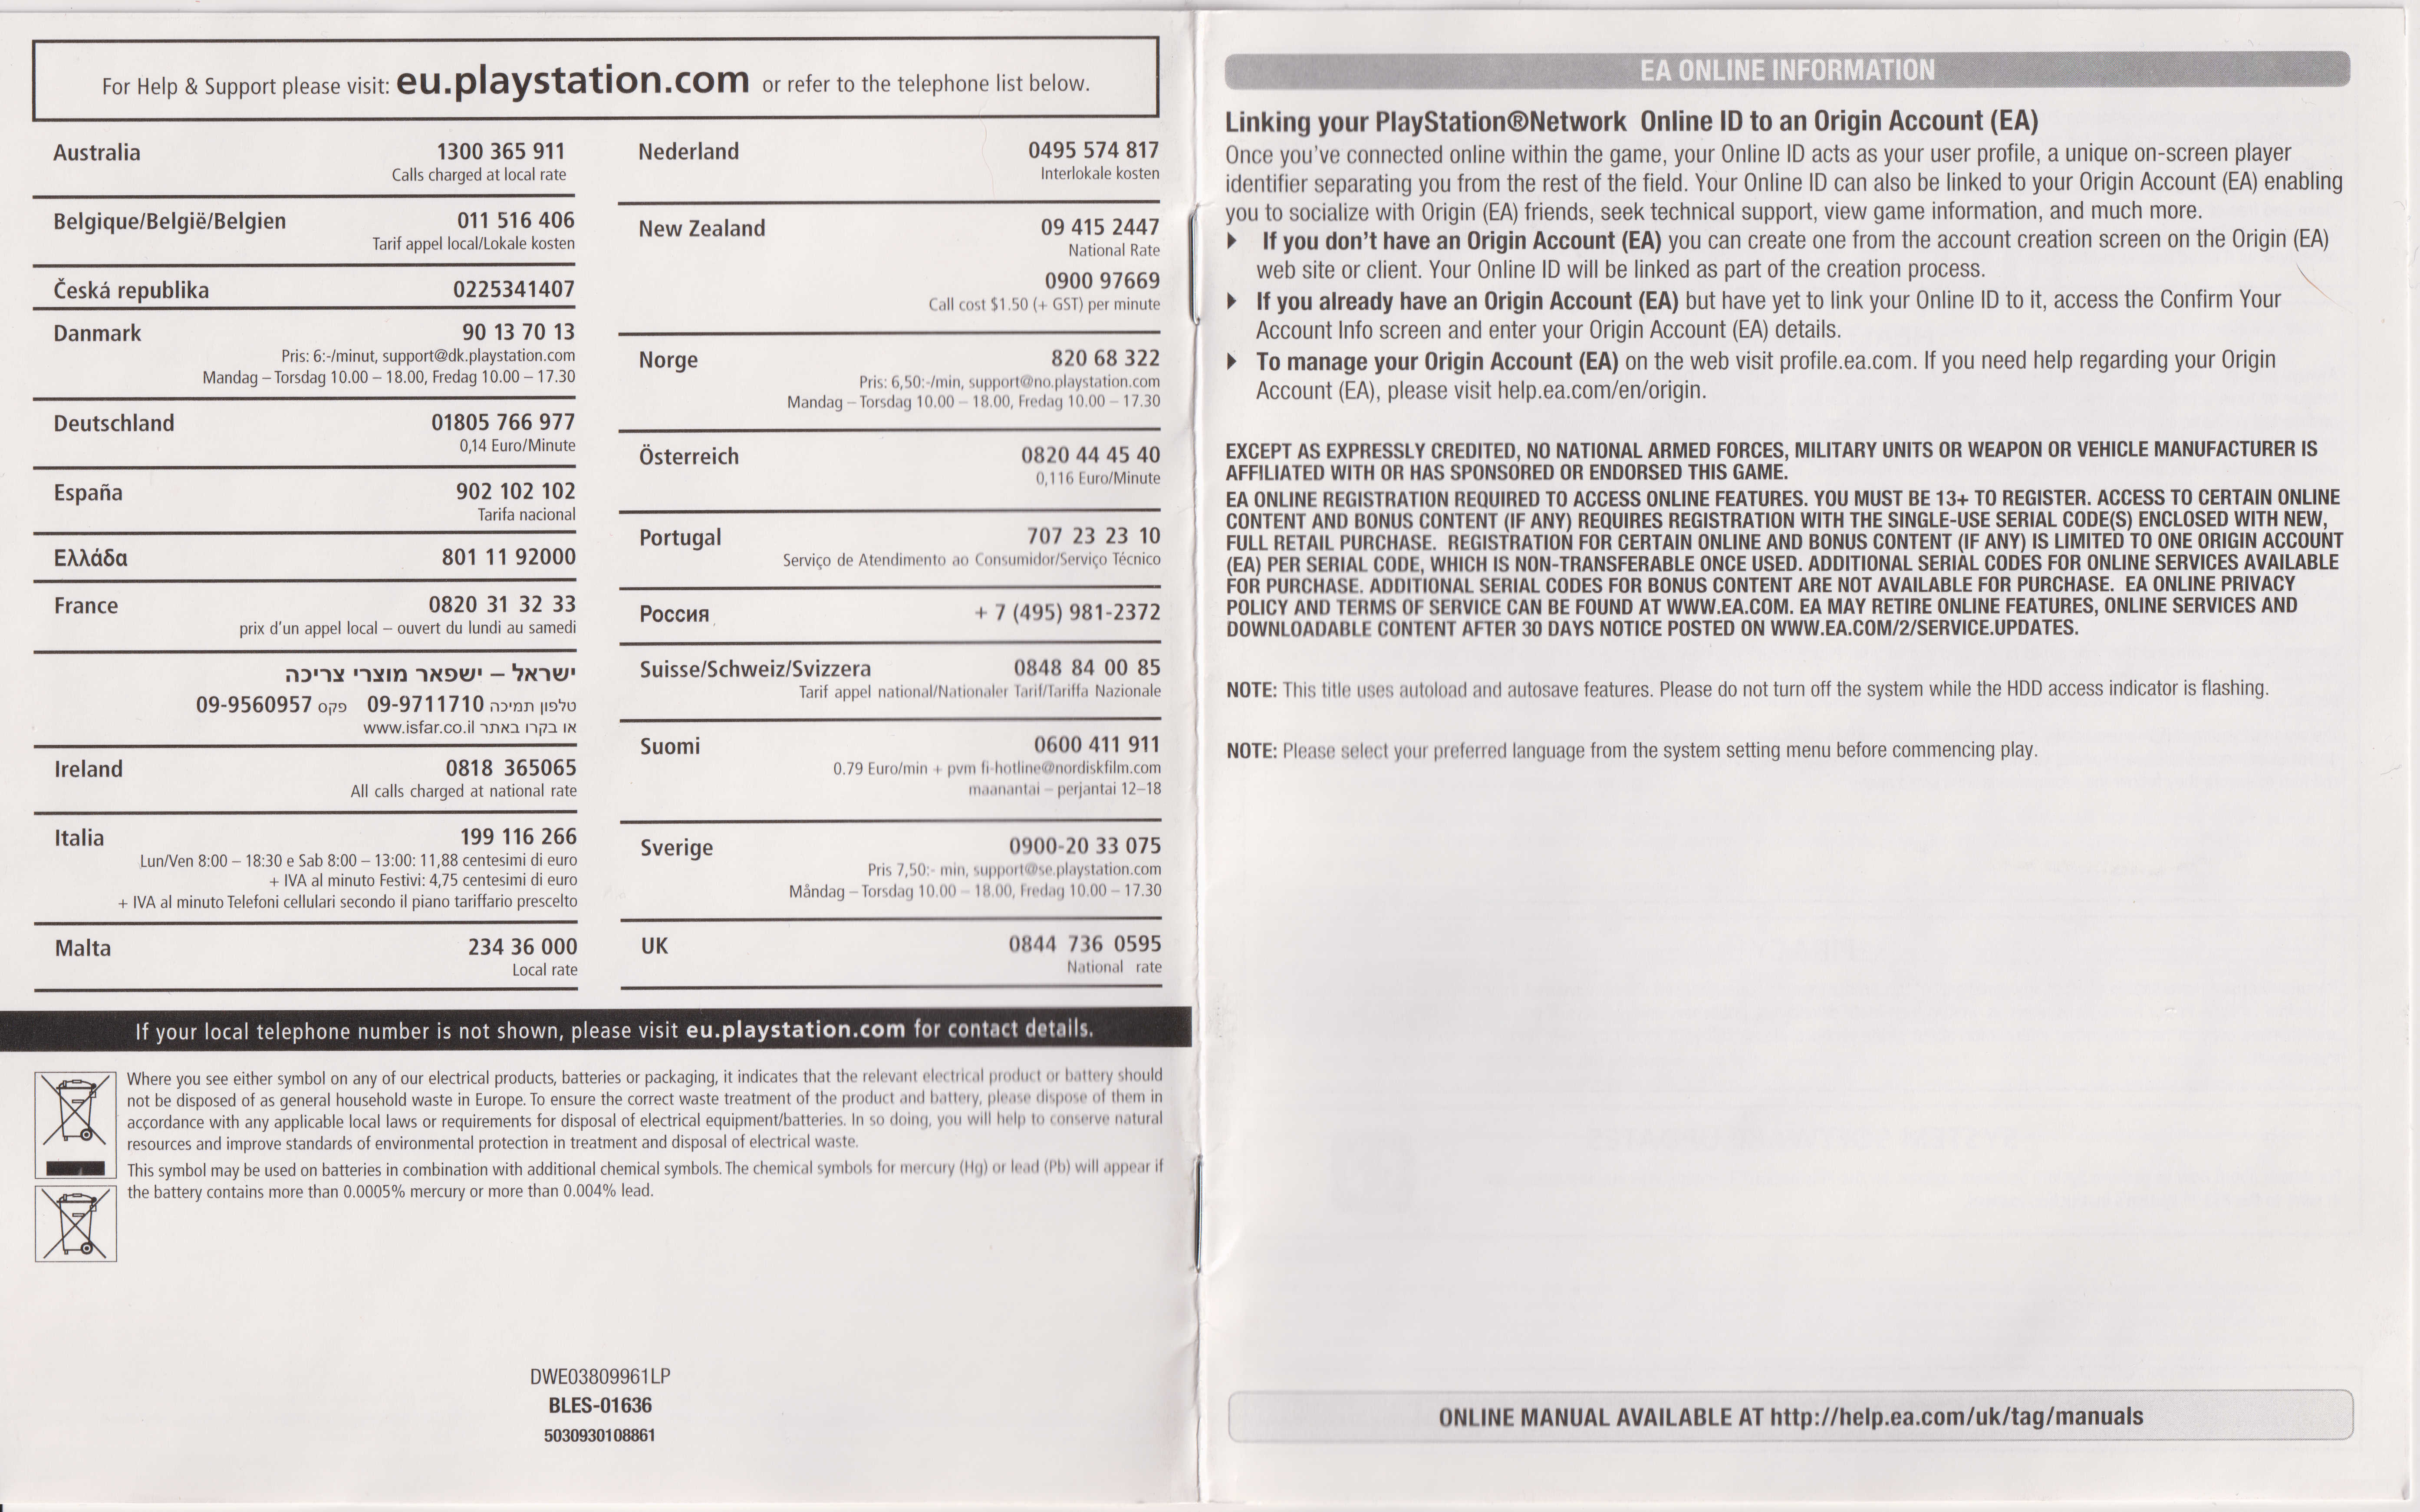 For Help & Support please visit: eu.playstation.com or refer to the telephone list below.
Australia 1300 365 911
Calls charged at local rate
Belgique/België/Belgien 011 516 406
Tarif appel local/Lokale kosten
Česká republika 0225341407
Danmark 90 13 70 13
Pris: 6:-/minut, support@dk.playstation.com
Mandag – Torsdag 10.00 – 18.00, Fredag 10.00 – 17.30
Deutschland 01805 766 977
0,14 Euro/Minute
España 902 102 102
Tarifa nacional
Ελλάδα 801 11 92000
France 0820 31 32 33
prix d'un appel local – ouvert du lundi au samedi
ישראל – ישפאר מוצרי צריכה
טלפון תמיכה 09-9711710 פקס 09-9560957
או בקרו באתר www.isfar.co.il
Ireland 0818 365065
All calls charged at national rate
Italia 199 116 266
Lun/Ven 8:00 – 18:30 e Sab 8:00 – 13:00: 11,88 centesimi di euro
+ IVA al minuto Festivi: 4,75 centesimi di euro
+ IVA al minuto Telefoni cellulari secondo il piano tariffario prescelto
Malta 234 36 000
Local rate
Nederland 0495 574 817
Interlokale kosten
New Zealand 09 415 2447
National Rate
0900 97669
Call cost $1.50 (+ GST) per minute
Norge 820 68 322
Pris: 6,50:-/min, support@no.playstation.com
Mandag – Torsdag 10.00 – 18.00, Fredag 10.00 – 17.30
Österreich 0820 44 45 40
0,116 Euro/Minute
Portugal 707 23 23 10
Serviço de Atendimento ao Consumidor/Serviço Técnico
Россия + 7 (495) 981-2372
Suisse/Schweiz/Svizzera 0848 84 00 85
Tarif appel national/Nationaler Tarif/Tariffa Nazionale
Suomi 0600 411 911
0.79 Euro/min + pvm fi-hotline@nordiskfilm.com
maanantai – perjantai 12–18
Sverige 0900-20 33 075
Pris 7,50:- min, support@se.playstation.com
Måndag – Torsdag 10.00 – 18.00, Fredag 10.00 – 17.30
UK 0844 736 0595
National rate
If your local telephone number is not shown, please visit eu.playstation.com for contact details.
Where you see either symbol on any of our electrical products, batteries or packaging, it indicates that the relevant electrical product or battery should
not be disposed of as general household waste in Europe. To ensure the correct waste treatment of the product and battery, please dispose of them in
accordance with any applicable local laws or requirements for disposal of electrical equipment/batteries. In so doing, you will help to conserve natural
resources and improve standards of environmental protection in treatment and disposal of electrical waste.
This symbol may be used on batteries in combination with additional chemical symbols. The chemical symbols for mercury (Hg) or lead (Pb) will appear if
the battery contains more than 0.0005% mercury or more than 0.004% lead.
DWE03809961LP
BLES-01636
5030930108861
EA ONLINE INFORMATION
Linking your PlayStation®Network Online ID to an Origin Account (EA)
Once you've connected online within the game, your Online ID acts as your user profile, a unique on-screen player
identifier separating you from the rest of the field. Your Online ID can also be linked to your Origin Account (EA) enabling
you to socialize with Origin (EA) friends, seek technical support, view game information, and much more.
If you don't have an Origin Account (EA) you can create one from the account creation screen on the Origin (EA)
web site or client. Your Online ID will be linked as part of the creation process.
If you already have an Origin Account (EA) but have yet to link your Online ID to it, access the Confirm Your
Account Info screen and enter your Origin Account (EA) details.
To manage your Origin Account (EA) on the web visit profile.ea.com. If you need help regarding your Origin
Account (EA), please visit help.ea.com/en/origin.
EXCEPT AS EXPRESSLY CREDITED, NO NATIONAL ARMED FORCES, MILITARY UNITS OR WEAPON OR VEHICLE MANUFACTURER IS
AFFILIATED WITH OR HAS SPONSORED OR ENDORSED THIS GAME.
EA ONLINE REGISTRATION REQUIRED TO ACCESS ONLINE FEATURES. YOU MUST BE 13+ TO REGISTER. ACCESS TO CERTAIN ONLINE
CONTENT AND BONUS CONTENT (IF ANY) REQUIRES REGISTRATION WITH THE SINGLE-USE SERIAL CODE(S) ENCLOSED WITH NEW,
FULL RETAIL PURCHASE. REGISTRATION FOR CERTAIN ONLINE AND BONUS CONTENT (IF ANY) IS LIMITED TO ONE ORIGIN ACCOUNT
(EA) PER SERIAL CODE, WHICH IS NON-TRANSFERABLE ONCE USED. ADDITIONAL SERIAL CODES FOR ONLINE SERVICES AVAILABLE
FOR PURCHASE. ADDITIONAL SERIAL CODES FOR BONUS CONTENT ARE NOT AVAILABLE FOR PURCHASE. EA ONLINE PRIVACY
POLICY AND TERMS OF SERVICE CAN BE FOUND AT WWW.EA.COM. EA MAY RETIRE ONLINE FEATURES, ONLINE SERVICES AND
DOWNLOADABLE CONTENT AFTER 30 DAYS NOTICE POSTED ON WWW.EA.COM/2/SERVICE.UPDATES.
NOTE: This title uses autoload and autosave features. Please do not turn off the system while the HDD access indicator is flashing.
NOTE: Please select your preferred language from the system setting menu before commencing play.
ONLINE MANUAL AVAILABLE AT http://help.ea.com/uk/tag/manuals